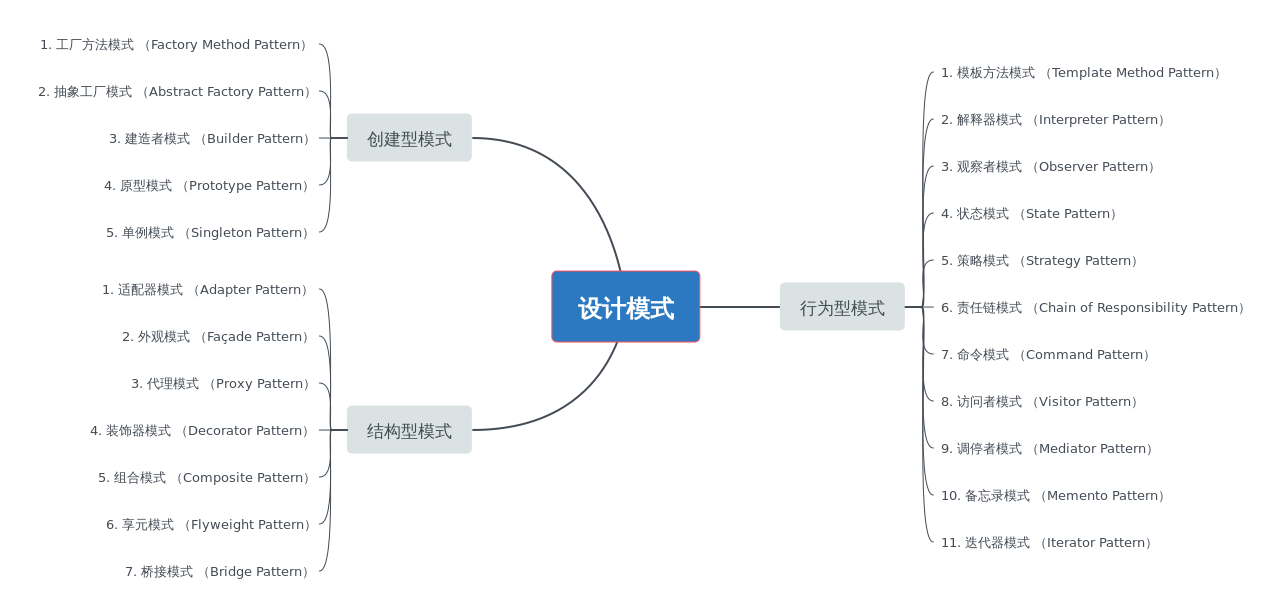 设计模式
创建型模式
1. 工厂方法模式 （Factory Method Pattern）
2. 抽象工厂模式 （Abstract Factory Pattern）
3. 建造者模式 （Builder Pattern）
4. 原型模式 （Prototype Pattern）
5. 单例模式 （Singleton Pattern）
结构型模式
1. 适配器模式 （Adapter Pattern）
2. 外观模式 （Façade Pattern）
3. 代理模式 （Proxy Pattern）
4. 装饰器模式 （Decorator Pattern）
5. 组合模式 （Composite Pattern）
6. 享元模式 （Flyweight Pattern）
7. 桥接模式 （Bridge Pattern）
行为型模式
1. 模板方法模式 （Template Method Pattern）
2. 解释器模式 （Interpreter Pattern）
3. 观察者模式 （Observer Pattern）
4. 状态模式 （State Pattern）
5. 策略模式 （Strategy Pattern）
6. 责任链模式 （Chain of Responsibility Pattern）
7. 命令模式 （Command Pattern）
8. 访问者模式 （Visitor Pattern）
9. 调停者模式 （Mediator Pattern）
10. 备忘录模式 （Memento Pattern）
11. 迭代器模式 （Iterator Pattern）